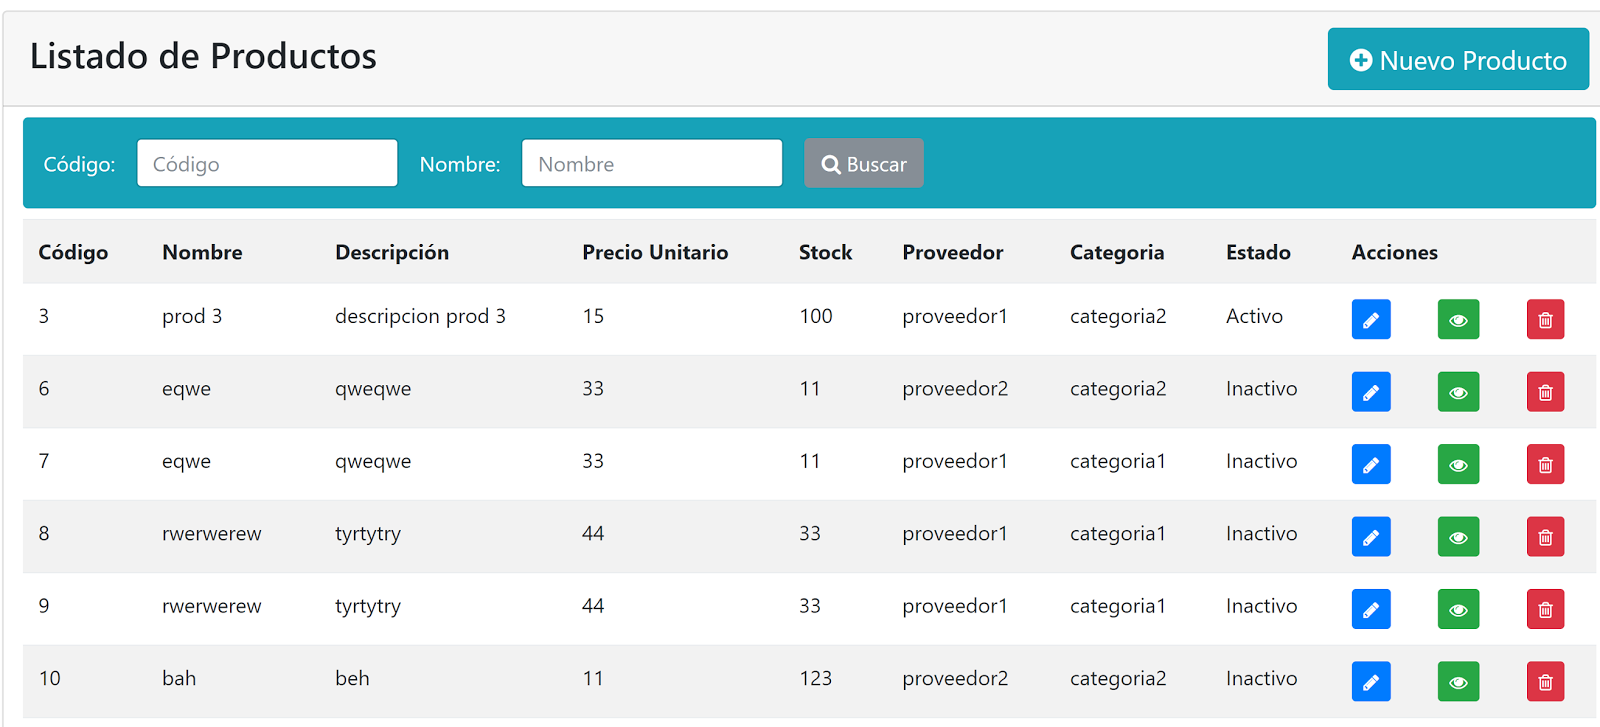 Listado de Productos Nuevo Producto
Código: Código Nombre: Nombre Buscar
Código Nombre Descripción Precio Unitario Stock Proveedor Categoria Estado Acciones
3 prod 3 descripcion prod 3 15 100 proveedor1 categoria2 Activo
6 eqwe qweqwe 33 11 proveedor2 categoria2 Inactivo
7 eqwe qweqwe 33 11 proveedor1 categoria1 Inactivo
8 rwerwerew tyrtytry 44 33 proveedor1 categoria1 Inactivo
9 rwerwerew tyrtytry 44 33 proveedor1 categoria1 Inactivo
10 bah beh 11 123 proveedor2 categoria2 Inactivo